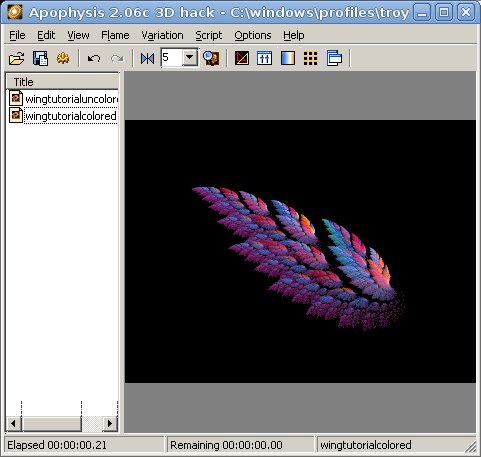 Apophysis 2.06c 3D hack - C:\windows\profiles\troy
File Edit View Flame Variation Script Options Help
5
Title
wingtutorialuncolore
wingtutorialcolored
Elapsed 00:00:00.21 Remaining 00:00:00.00 wingtutorialcolored